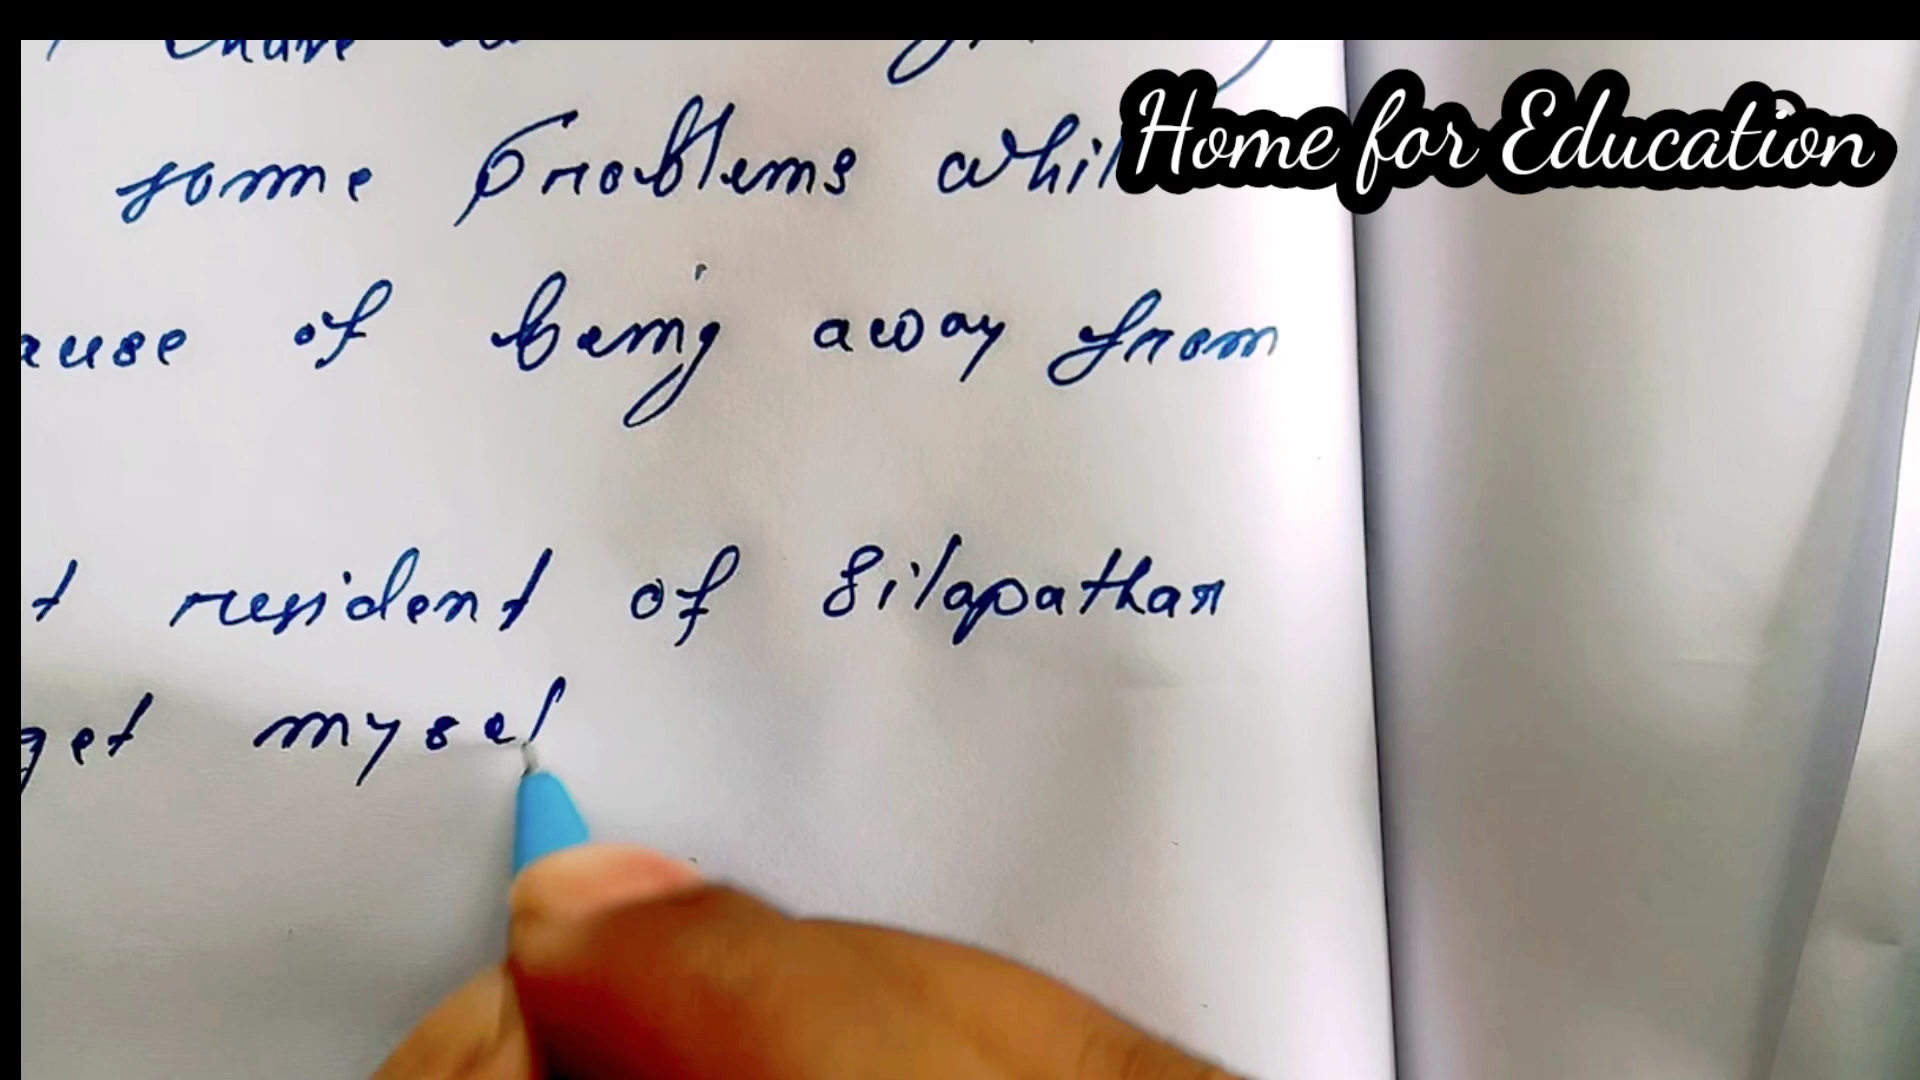 Home for Education
some Problems whil
ause of being away from
t resident of Silapathar
get mysel